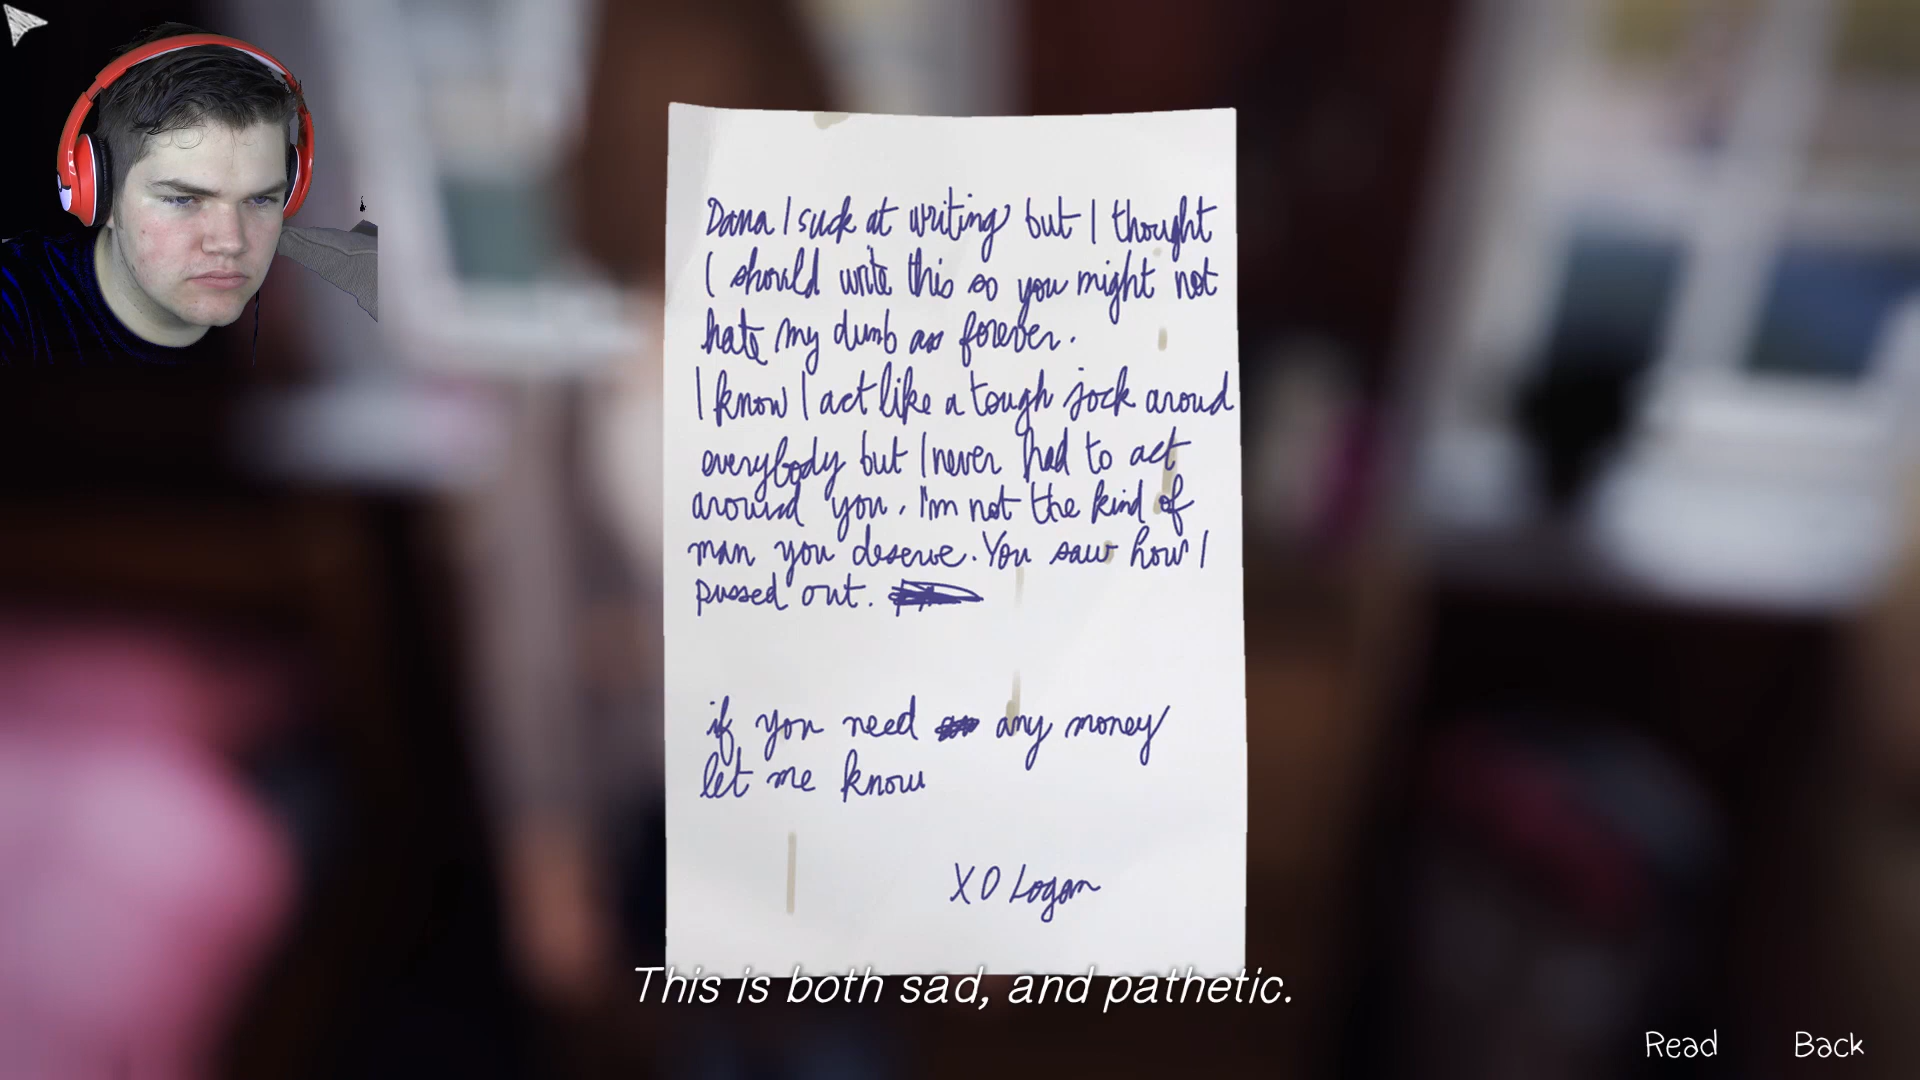 Dana I suck at writing but I thought
I should write this so you might not
hate my dumb ass forever.
I know I act like a tough jock aroud
everybody but I never had to act
around you. I'm not the kind of
man you deserve. You saw how I
pussed out.
if you need any money
let me know
XO Logan
This is both sad, and pathetic.
Read Back